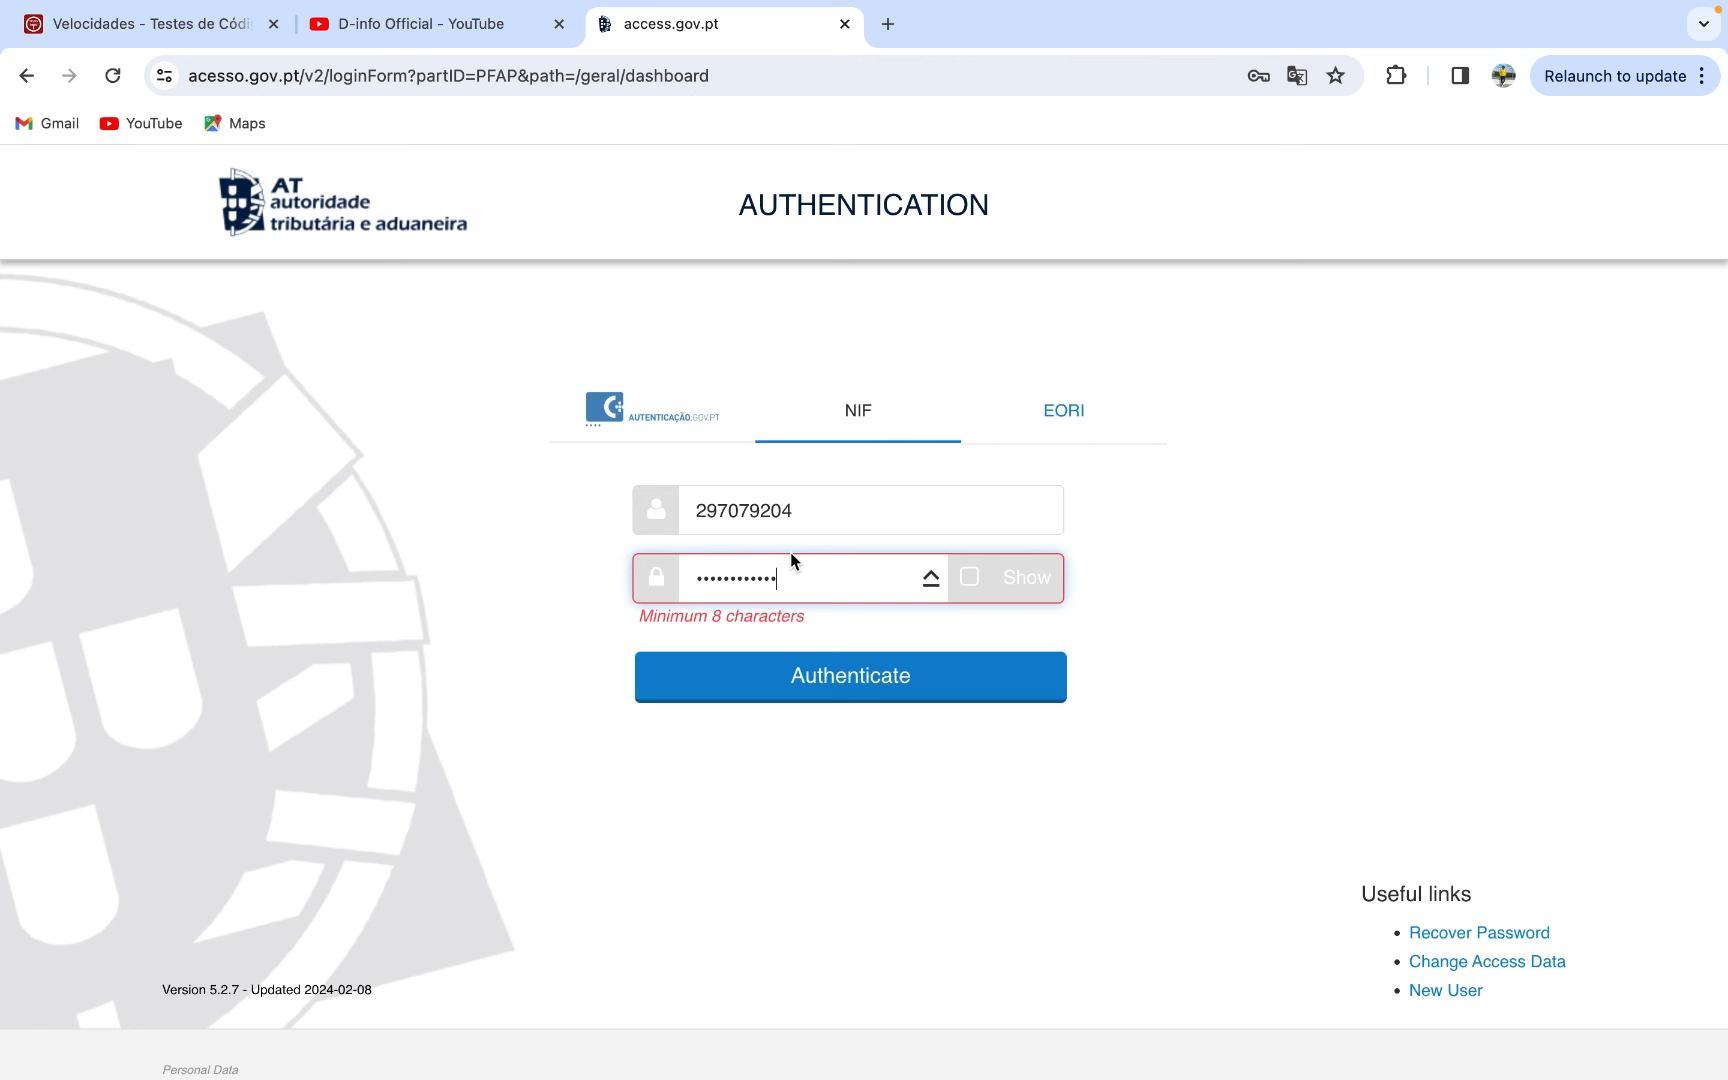 Velocidades - Testes de Códi
D-info Official - YouTube
access.gov.pt
acesso.gov.pt/v2/loginForm?partID=PFAP&path=/geral/dashboard
Relaunch to update
Gmail
YouTube
Maps
AT
autoridade
tributária e aduaneira
AUTHENTICATION
AUTENTICAÇÃO.GOV.PT
NIF
EORI
297079204
••••••••••••
Show
Minimum 8 characters
Authenticate
Useful links
• Recover Password
• Change Access Data
• New User
Version 5.2.7 - Updated 2024-02-08
Personal Data